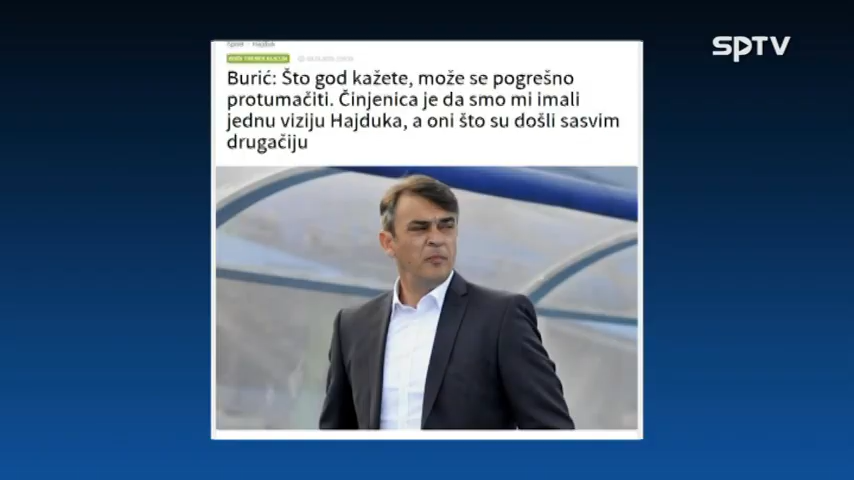 SPTV
Burić: Što god kažete, može se pogrešno
protumačiti. Činjenica je da smo mi imali
jednu viziju Hajduka, a oni što su došli sasvim
drugačiju